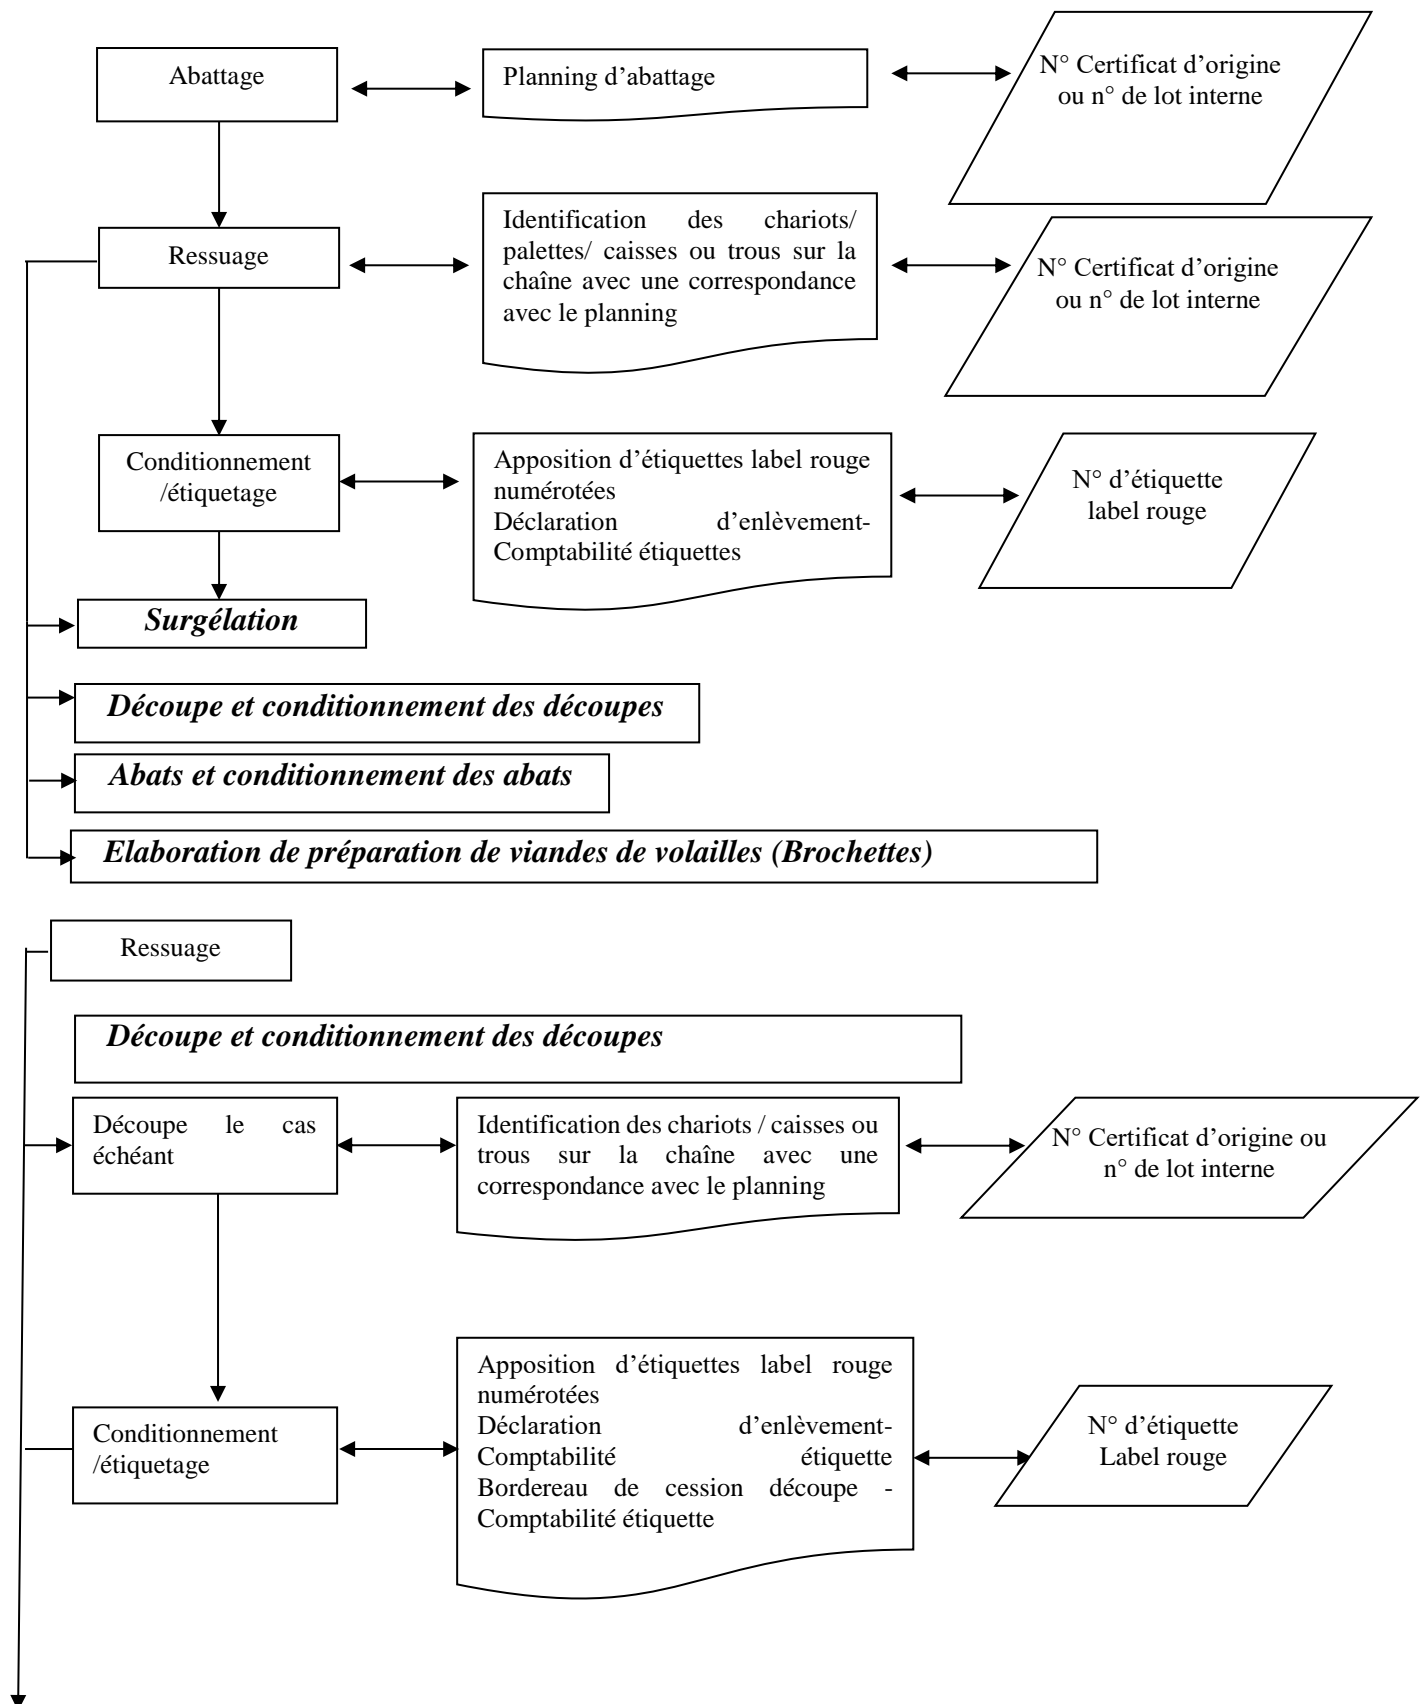 Abattage
Planning d’abattage
N° Certificat d’origine
ou n° de lot interne
Ressuage
Identification des chariots/
palettes/ caisses ou trous sur la
chaîne avec une correspondance
avec le planning
N° Certificat d’origine
ou n° de lot interne
Conditionnement
/étiquetage
Apposition d’étiquettes label rouge
numérotées
Déclaration d’enlèvement-
Comptabilité étiquettes
N° d’étiquette
label rouge
Surgélation
Découpe et conditionnement des découpes
Abats et conditionnement des abats
Elaboration de préparation de viandes de volailles (Brochettes)
Ressuage
Découpe et conditionnement des découpes
Découpe le cas
échéant
Identification des chariots / caisses ou
trous sur la chaîne avec une
correspondance avec le planning
N° Certificat d’origine ou
n° de lot interne
Conditionnement
/étiquetage
Apposition d’étiquettes label rouge
numérotées
Déclaration d’enlèvement-
Comptabilité étiquette
Bordereau de cession découpe -
Comptabilité étiquette
N° d’étiquette
Label rouge